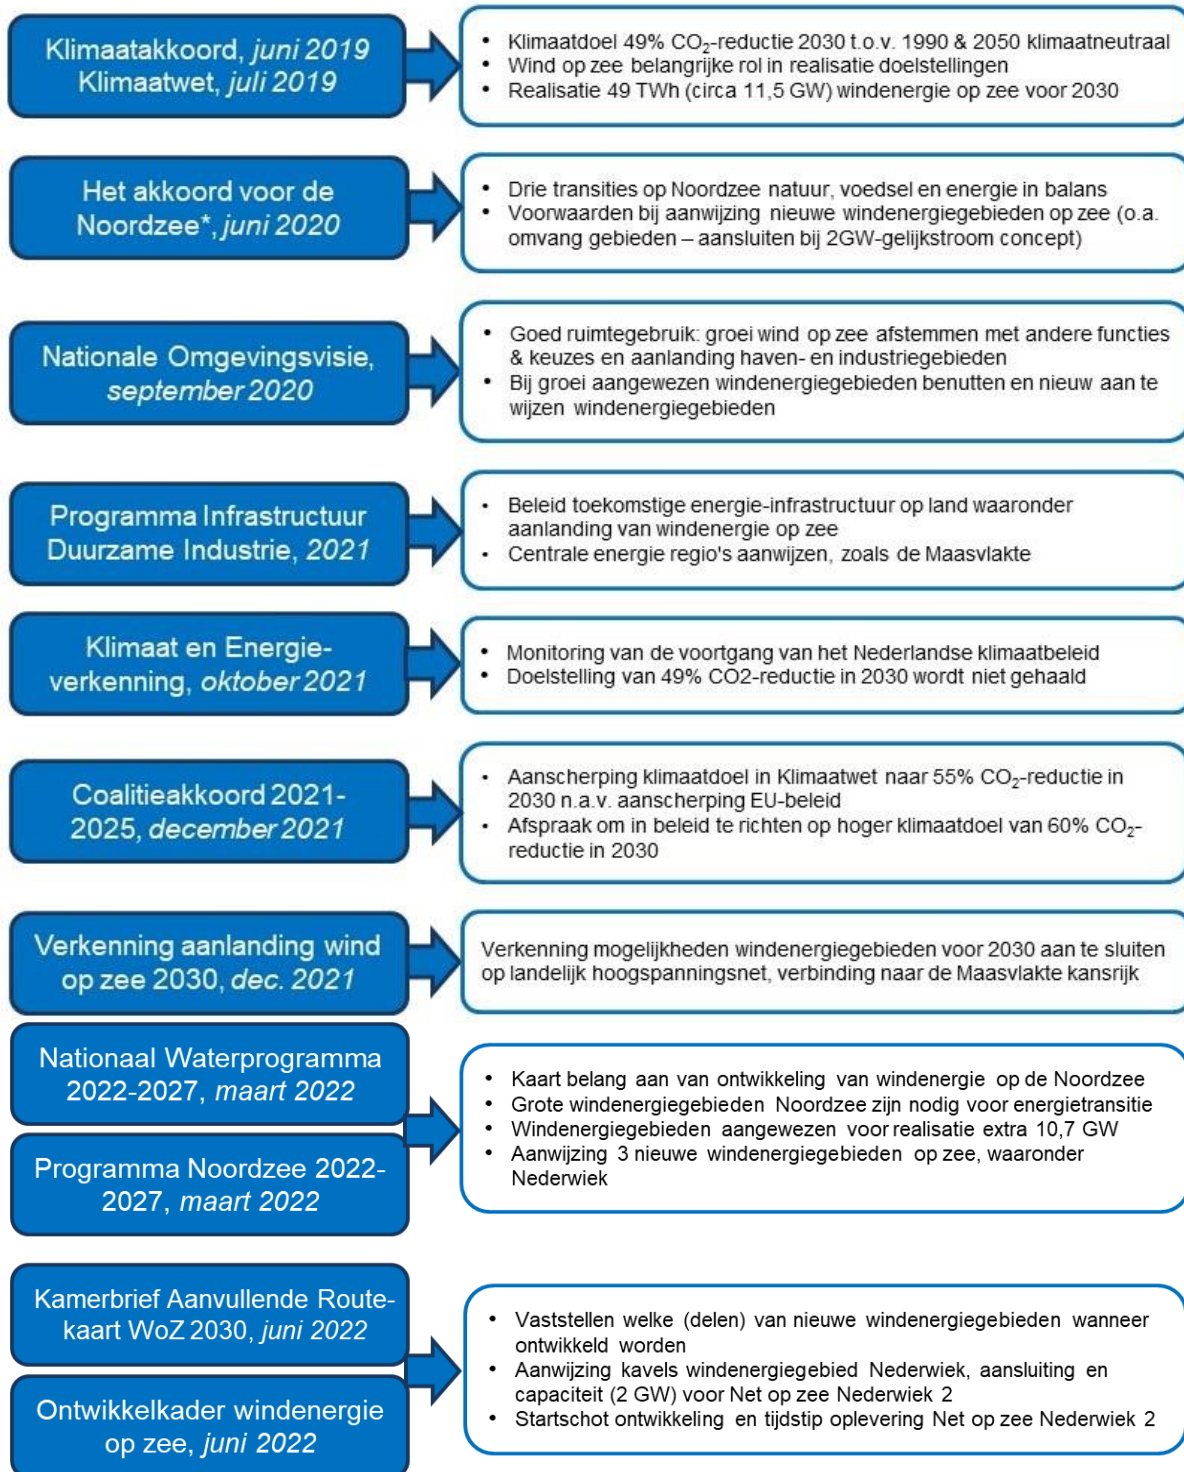 Klimaatakkoord, juni 2019
Klimaatwet, juli 2019
• Klimaatdoel 49% CO₂-reductie 2030 t.o.v. 1990 & 2050 klimaatneutraal
• Wind op zee belangrijke rol in realisatie doelstellingen
• Realisatie 49 TWh (circa 11,5 GW) windenergie op zee voor 2030
Het akkoord voor de
Noordzee*, juni 2020
• Drie transities op Noordzee natuur, voedsel en energie in balans
• Voorwaarden bij aanwijzing nieuwe windenergiegebieden op zee (o.a.
omvang gebieden – aansluiten bij 2GW-gelijkstroom concept)
Nationale Omgevingsvisie,
september 2020
• Goed ruimtegebruik: groei wind op zee afstemmen met andere functies
& keuzes en aanlanding haven- en industriegebieden
• Bij groei aangewezen windenergiegebieden benutten en nieuw aan te
wijzen windenergiegebieden
Programma Infrastructuur
Duurzame Industrie, 2021
• Beleid toekomstige energie-infrastructuur op land waaronder
aanlanding van windenergie op zee
• Centrale energie regio's aanwijzen, zoals de Maasvlakte
Klimaat en Energie-
verkenning, oktober 2021
• Monitoring van de voortgang van het Nederlandse klimaatbeleid
• Doelstelling van 49% CO2-reductie in 2030 wordt niet gehaald
Coalitieakkoord 2021-
2025, december 2021
• Aanscherping klimaatdoel in Klimaatwet naar 55% CO₂-reductie in
2030 n.a.v. aanscherping EU-beleid
• Afspraak om in beleid te richten op hoger klimaatdoel van 60% CO₂-
reductie in 2030
Verkenning aanlanding wind
op zee 2030, dec. 2021
Verkenning mogelijkheden windenergiegebieden voor 2030 aan te sluiten
op landelijk hoogspanningsnet, verbinding naar de Maasvlakte kansrijk
Nationaal Waterprogramma
2022-2027, maart 2022
Programma Noordzee 2022-
2027, maart 2022
• Kaart belang aan van ontwikkeling van windenergie op de Noordzee
• Grote windenergiegebieden Noordzee zijn nodig voor energietransitie
• Windenergiegebieden aangewezen voor realisatie extra 10,7 GW
• Aanwijzing 3 nieuwe windenergiegebieden op zee, waaronder
Nederwiek
Kamerbrief Aanvullende Route-
kaart WoZ 2030, juni 2022
Ontwikkelkader windenergie
op zee, juni 2022
• Vaststellen welke (delen) van nieuwe windenergiegebieden wanneer
ontwikkeld worden
• Aanwijzing kavels windenergiegebied Nederwiek, aansluiting en
capaciteit (2 GW) voor Net op zee Nederwiek 2
• Startschot ontwikkeling en tijdstip oplevering Net op zee Nederwiek 2